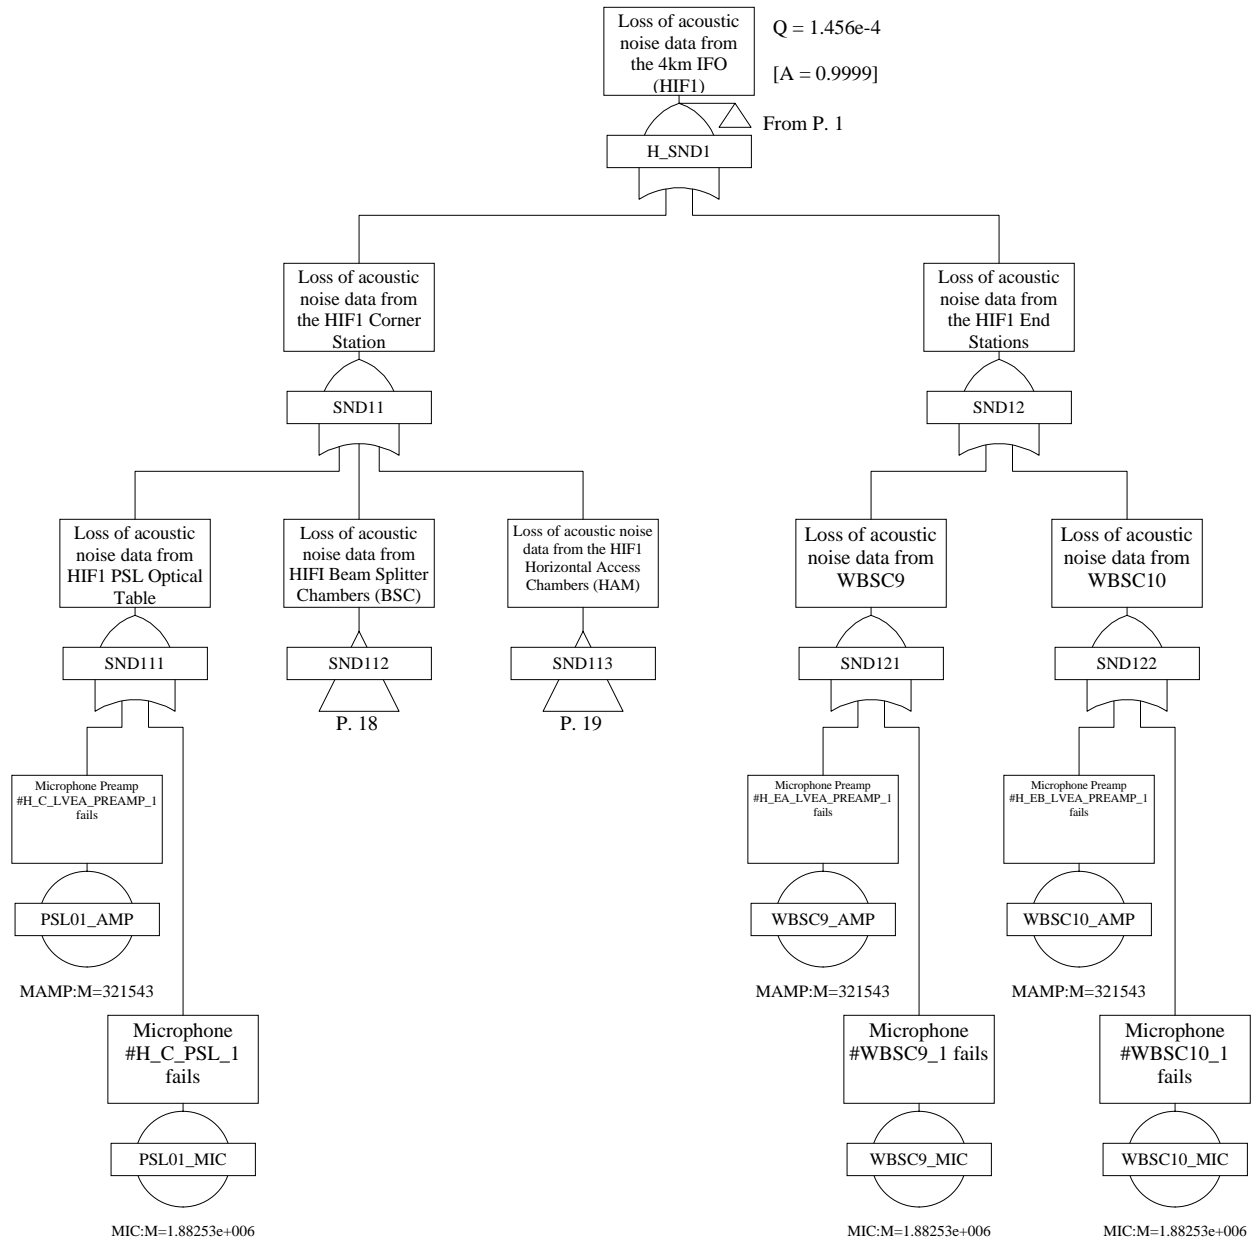 Loss of acoustic
noise data from
the 4km IFO
(HIF1)
Q = 1.456e-4
[A = 0.9999]
From P. 1
H_SND1
Loss of acoustic
noise data from
the HIF1 Corner
Station
SND11
Loss of acoustic
noise data from
the HIF1 End
Stations
SND12
Loss of acoustic
noise data from
HIF1 PSL Optical
Table
SND111
Loss of acoustic
noise data from
HIFI Beam Splitter
Chambers (BSC)
SND112
P. 18
Loss of acoustic noise
data from the HIF1
Horizontal Access
Chambers (HAM)
SND113
P. 19
Loss of acoustic
noise data from
WBSC9
SND121
Loss of acoustic
noise data from
WBSC10
SND122
Microphone Preamp
#H_C_LVEA_PREAMP_1
fails
PSL01_AMP
MAMP:M=321543
Microphone
#H_C_PSL_1
fails
PSL01_MIC
MIC:M=1.88253e+006
Microphone Preamp
#H_EA_LVEA_PREAMP_1
fails
WBSC9_AMP
MAMP:M=321543
Microphone
#WBSC9_1 fails
WBSC9_MIC
MIC:M=1.88253e+006
Microphone Preamp
#H_EB_LVEA_PREAMP_1
fails
WBSC10_AMP
MAMP:M=321543
Microphone
#WBSC10_1
fails
WBSC10_MIC
MIC:M=1.88253e+006